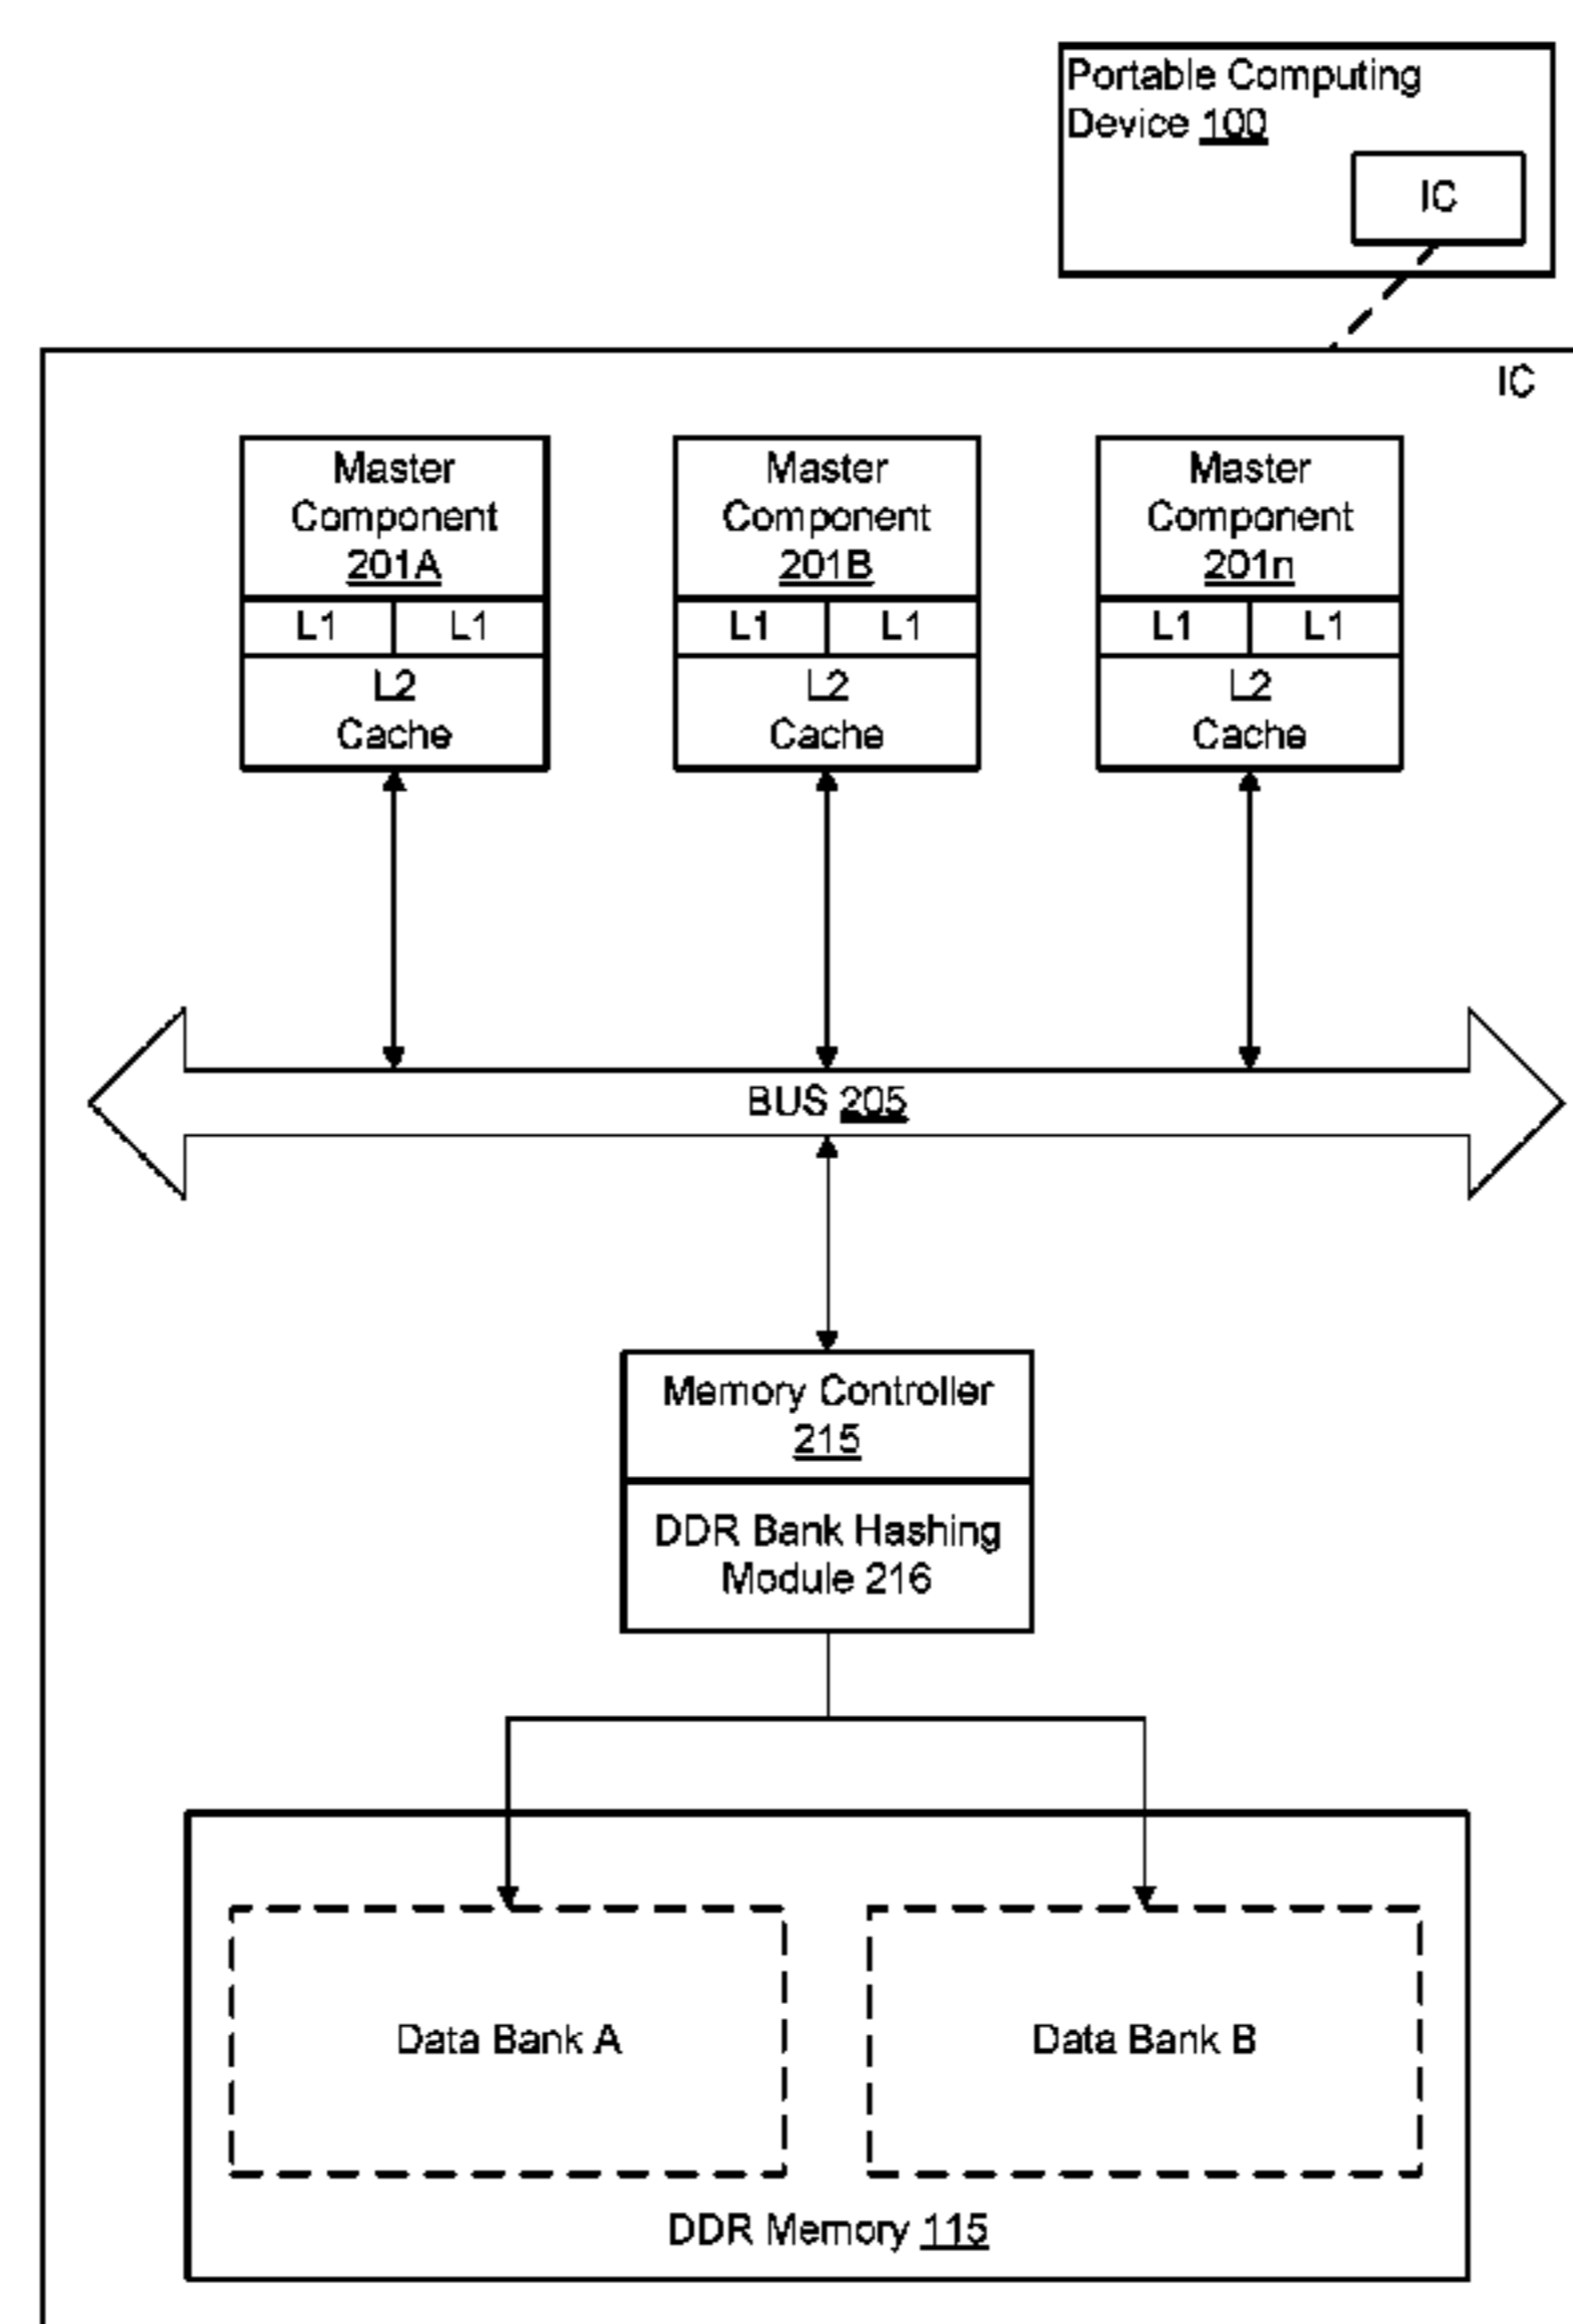 Portable Computing
Device 100
IC
IC
Master
Component
201A
L1 L1
L2
Cache
Master
Component
201B
L1 L1
L2
Cache
Master
Component
201n
L1 L1
L2
Cache
BUS 205
Memory Controller
215
DDR Bank Hashing
Module 216
Data Bank A
Data Bank B
DDR Memory 115